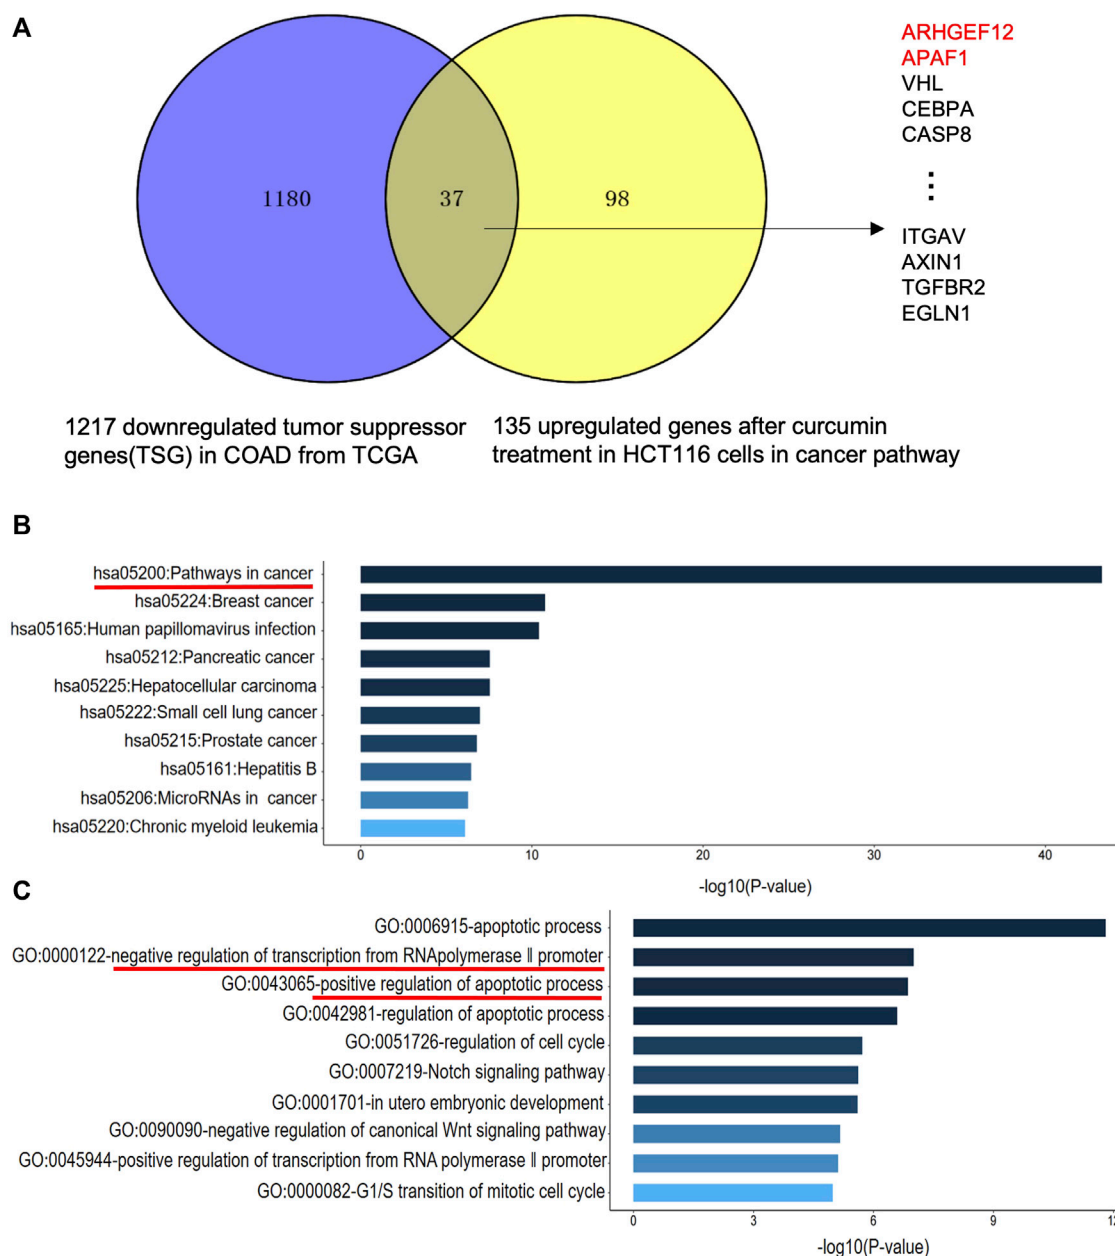 A
ARHGEF12
APAF1
VHL
CEBPA
CASP8
1180
37
98
ITGAV
AXIN1
TGFBR2
EGLN1
1217 downregulated tumor suppressor
genes(TSG) in COAD from TCGA
135 upregulated genes after curcumin
treatment in HCT116 cells in cancer pathway
B
hsa05200:Pathways in cancer
hsa05224:Breast cancer
hsa05165:Human papillomavirus infection
hsa05212:Pancreatic cancer
hsa05225:Hepatocellular carcinoma
hsa05222:Small cell lung cancer
hsa05215:Prostate cancer
hsa05161:Hepatitis B
hsa05206:MicroRNAs in  cancer
hsa05220:Chronic myeloid leukemia
0 10 20 30 40
-log10(P-value)
C
GO:0006915-apoptotic process
GO:0000122-negative regulation of transcription from RNApolymerase Ⅱ promoter
GO:0043065-positive regulation of apoptotic process
GO:0042981-regulation of apoptotic process
GO:0051726-regulation of cell cycle
GO:0007219-Notch signaling pathway
GO:0001701-in utero embryonic development
GO:0090090-negative regulation of canonical Wnt signaling pathway
GO:0045944-positive regulation of transcription from RNA polymerase Ⅱ promoter
GO:0000082-G1/S transition of mitotic cell cycle
0 3 6 9 12
-log10(P-value)